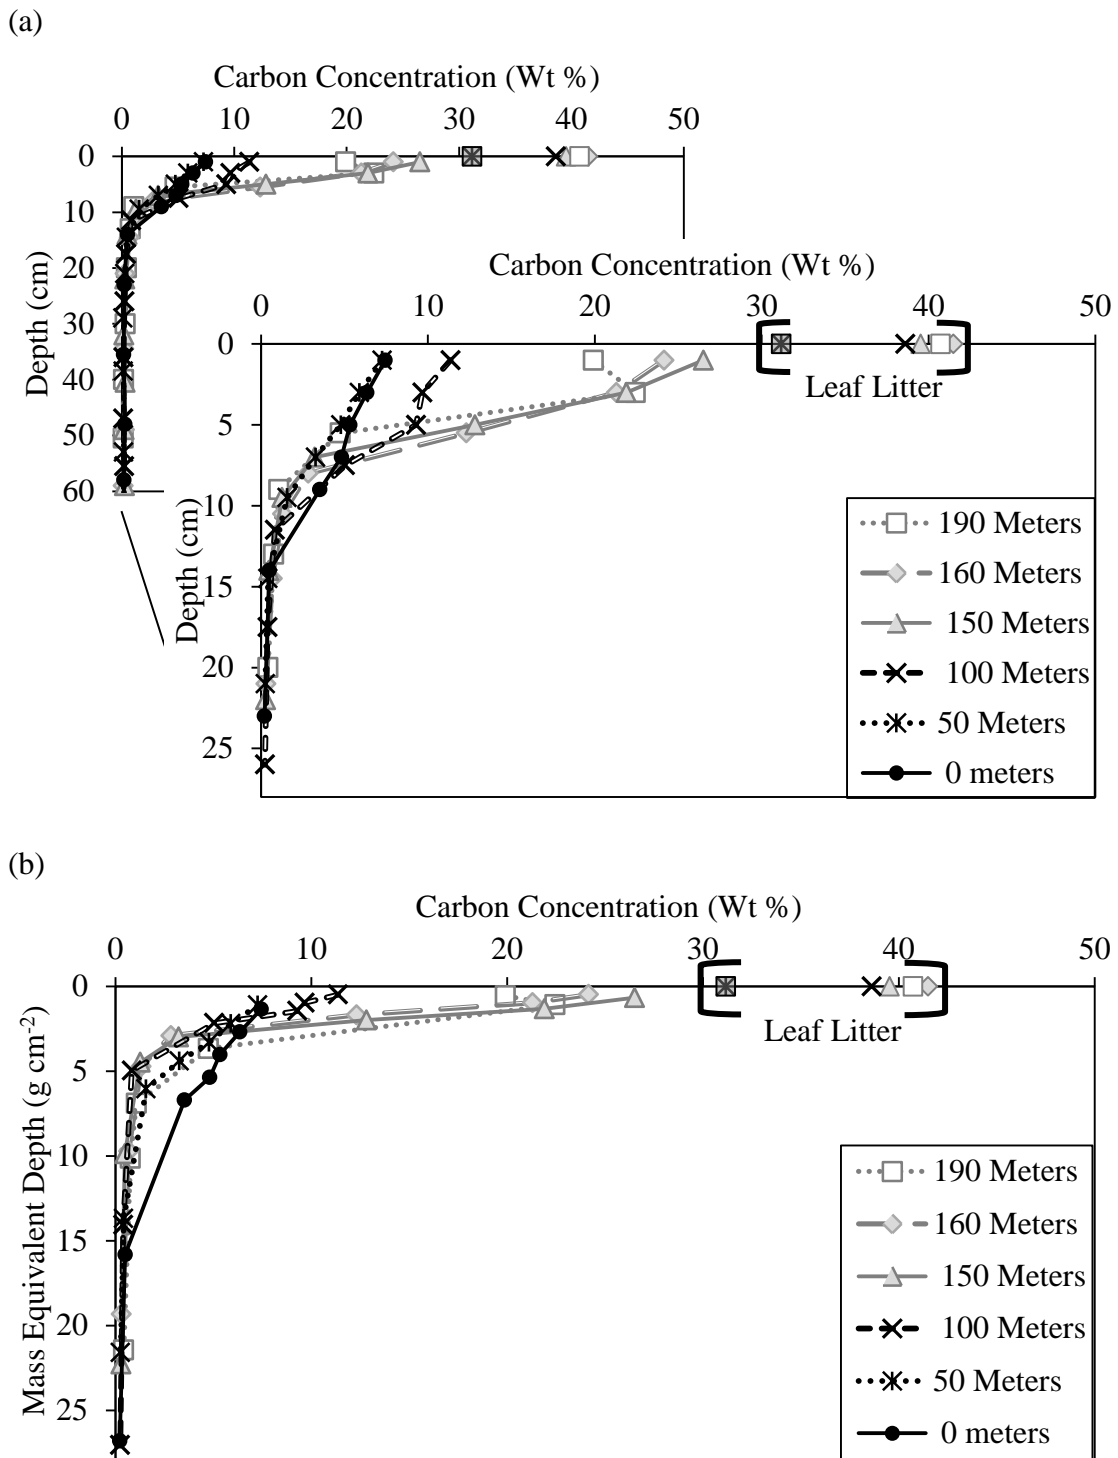 (a)
Carbon Concentration (Wt %)
0 10 20 30 40 50
0
10
20
30
40
50
60
Depth (cm)
Carbon Concentration (Wt %)
0 10 20 30 40 50
0
5
10
15
20
25
Depth (cm)
Leaf Litter
190 Meters
160 Meters
150 Meters
100 Meters
50 Meters
0 meters
(b)
Carbon Concentration (Wt %)
0 10 20 30 40 50
0
5
10
15
20
25
Mass Equivalent Depth (g cm⁻²)
Leaf Litter
190 Meters
160 Meters
150 Meters
100 Meters
50 Meters
0 meters